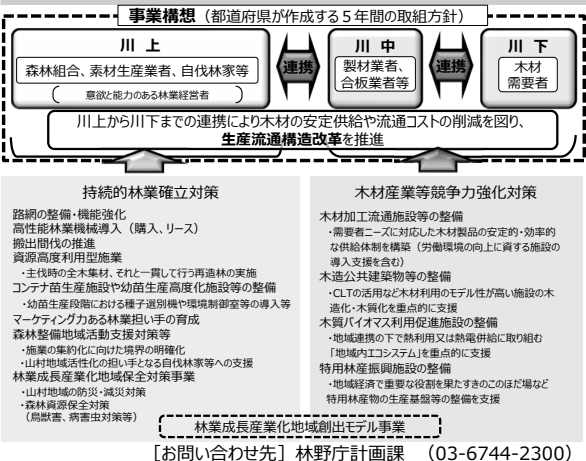 事業構想（都道府県が作成する５年間の取組方針）
川 上
森林組合、素材生産業者、自伐林家等
（ 意欲と能力のある林業経営者 ）
連携
川 中
製材業者、
合板業者等
連携
川 下
木材
需要者
川上から川下までの連携により木材の安定供給や流通コストの削減を図り、
生産流通構造改革を推進
持続的林業確立対策
路網の整備・機能強化
高性能林業機械導入（購入、リース）
搬出間伐の推進
資源高度利用型施業
・主伐時の全木集材、それと一貫して行う再造林の実施
コンテナ苗生産施設や幼苗生産高度化施設等の整備
・幼苗生産段階における種子選別機や環境制御室等の導入等
マーケティング力ある林業担い手の育成
森林整備地域活動支援対策等
・施業の集約化に向けた境界の明確化
・山村地域活性化の担い手となる自伐林家等への支援
林業成長産業化地域保全対策事業
・山村地域の防災・減災対策
・森林資源保全対策
（鳥獣害、病害虫対策等）
木材産業等競争力強化対策
木材加工流通施設等の整備
・需要者ニーズに対応した木材製品の安定的・効率的
な供給体制を構築（労働環境の向上に資する施設の
導入支援を含む）
木造公共建築物等の整備
・CLTの活用など木材利用のモデル性が高い施設の木
造化・木質化を重点的に支援
木質バイオマス利用促進施設の整備
・地域連携の下で熱利用又は熱電併給に取り組む
「地域内エコシステム」を重点的に支援
特用林産振興施設の整備
・地域経済で重要な役割を果たすきのこのほだ場など
特用林産物の生産基盤等の整備を支援
林業成長産業化地域創出モデル事業
［お問い合わせ先］林野庁計画課　（03-6744-2300）